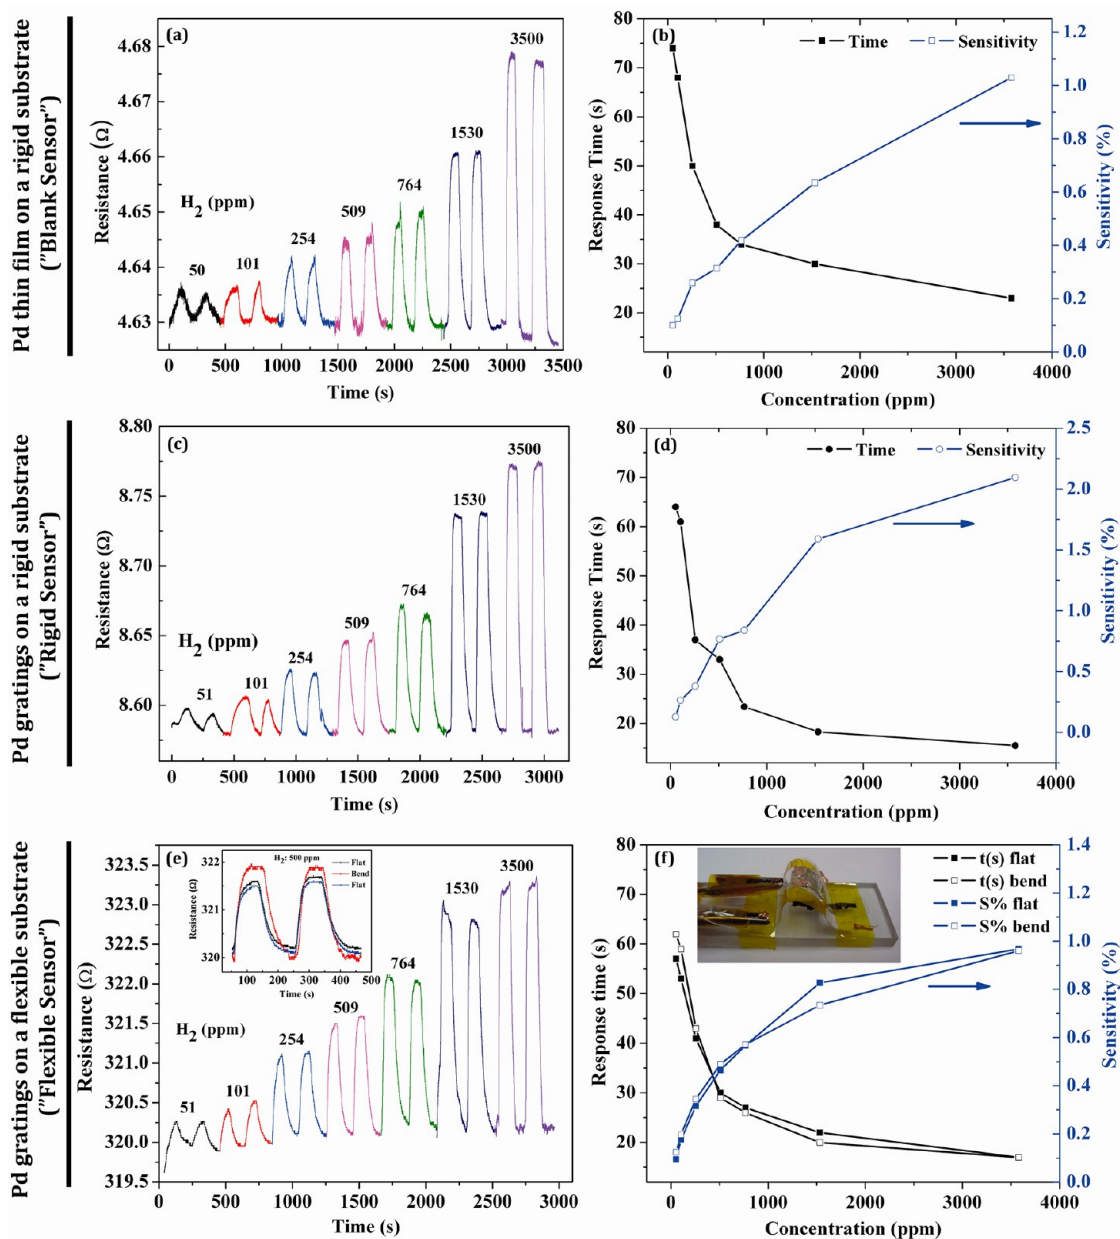 Pd thin film on a rigid substrate
("Blank Sensor")
(a)
4.68
4.67
4.66
4.65
4.64
4.63
Resistance (Ω)
H2 (ppm)
50
101
254
509
764
1530
3500
0 500 1000 1500 2000 2500 3000 3500
Time (s)
(b)
Time
Sensitivity
80
70
60
50
40
30
20
Response Time (s)
1.2
1.0
0.8
0.6
0.4
0.2
0.0
Sensitivity (%)
0 1000 2000 3000 4000
Concentration (ppm)
Pd gratings on a rigid substrate
("Rigid Sensor")
(c)
8.80
8.75
8.70
8.65
8.60
Resistance (Ω)
H2 (ppm)
51
101
254
509
764
1530
3500
0 500 1000 1500 2000 2500 3000
Time (s)
(d)
Time
Sensitivity
80
70
60
50
40
30
20
Response Time (s)
2.5
2.0
1.5
1.0
0.5
0.0
Sensitivity (%)
0 1000 2000 3000 4000
Concentration (ppm)
Pd gratings on a flexible substrate
("Flexible Sensor")
(e)
323.5
323.0
322.5
322.0
321.5
321.0
320.5
320.0
319.5
Resistance (Ω)
H2: 500 ppm
Flat
Bend
Flat
322
321
320
Resistance (Ω)
100 200 300 400 500
Time (s)
H2 (ppm)
51
101
254
509
764
1530
3500
0 500 1000 1500 2000 2500 3000
Time (s)
(f)
t(s) flat
t(s) bend
S% flat
S% bend
80
70
60
50
40
30
20
Response time (s)
1.4
1.2
1.0
0.8
0.6
0.4
0.2
0.0
Sensitivity (%)
0 1000 2000 3000 4000
Concentration (ppm)